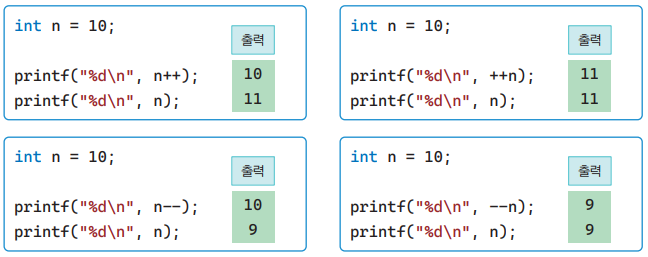 int n = 10;
출력
printf("%d\n", n++);
10
printf("%d\n", n);
11
int n = 10;
출력
printf("%d\n", ++n);
11
printf("%d\n", n);
11
int n = 10;
출력
printf("%d\n", n--);
10
printf("%d\n", n);
9
int n = 10;
출력
printf("%d\n", --n);
9
printf("%d\n", n);
9